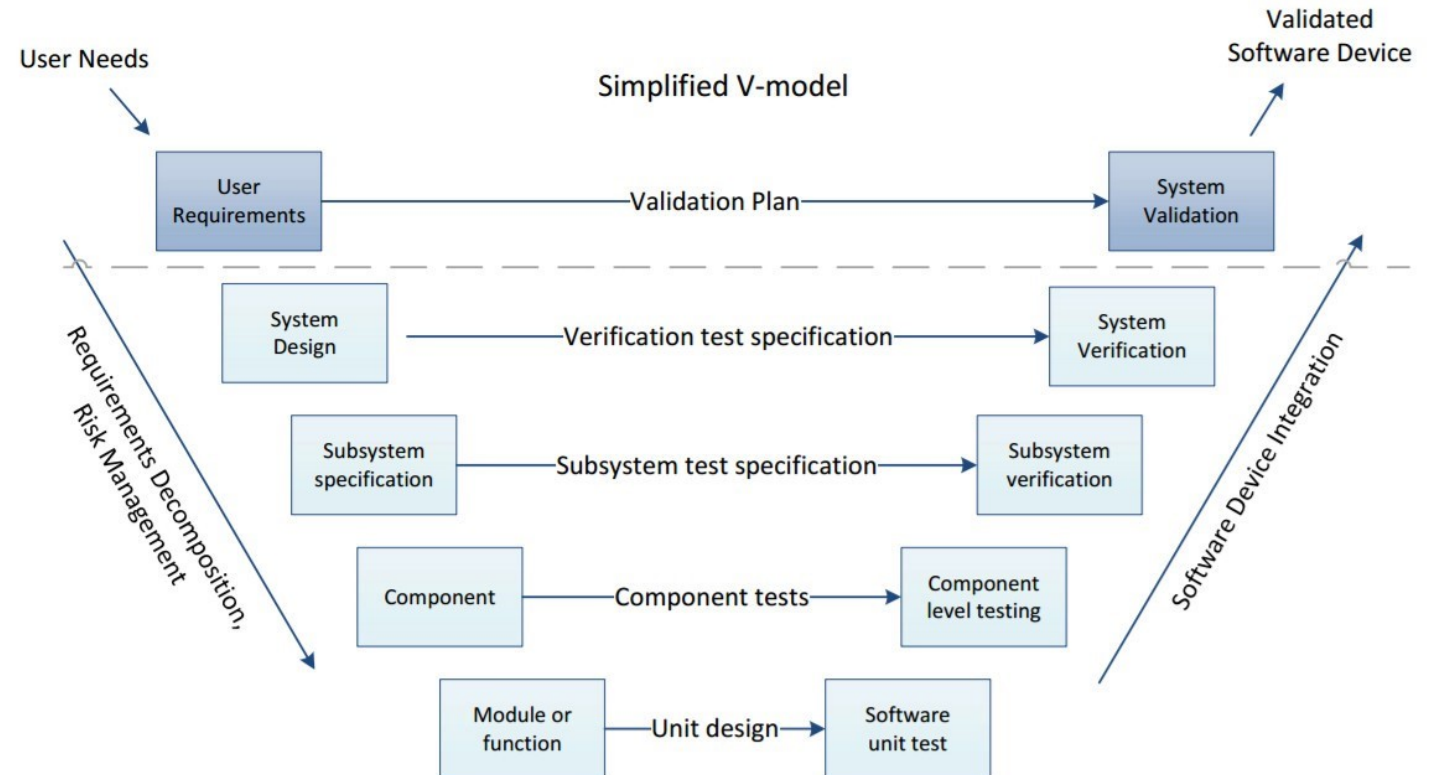 Validated
Software Device
User Needs
Simplified V-model
User
Requirements
Validation Plan
System
Validation
System
Design
Verification test specification
System
Verification
Requirements Decomposition,
Risk Management
Subsystem
specification
Subsystem test specification
Subsystem
verification
Software Device Integration
Component
Component tests
Component
level testing
Module or
function
Unit design
Software
unit test